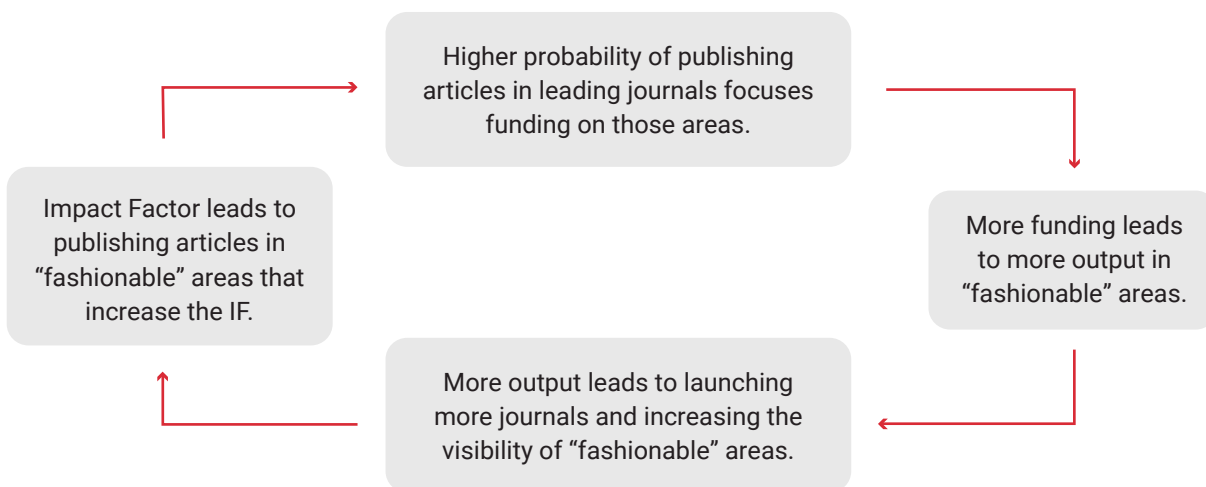 Higher probability of publishing
articles in leading journals focuses
funding on those areas.
Impact Factor leads to
publishing articles in
“fashionable” areas that
increase the IF.
More funding leads
to more output in
“fashionable” areas.
More output leads to launching
more journals and increasing the
visibility of “fashionable” areas.